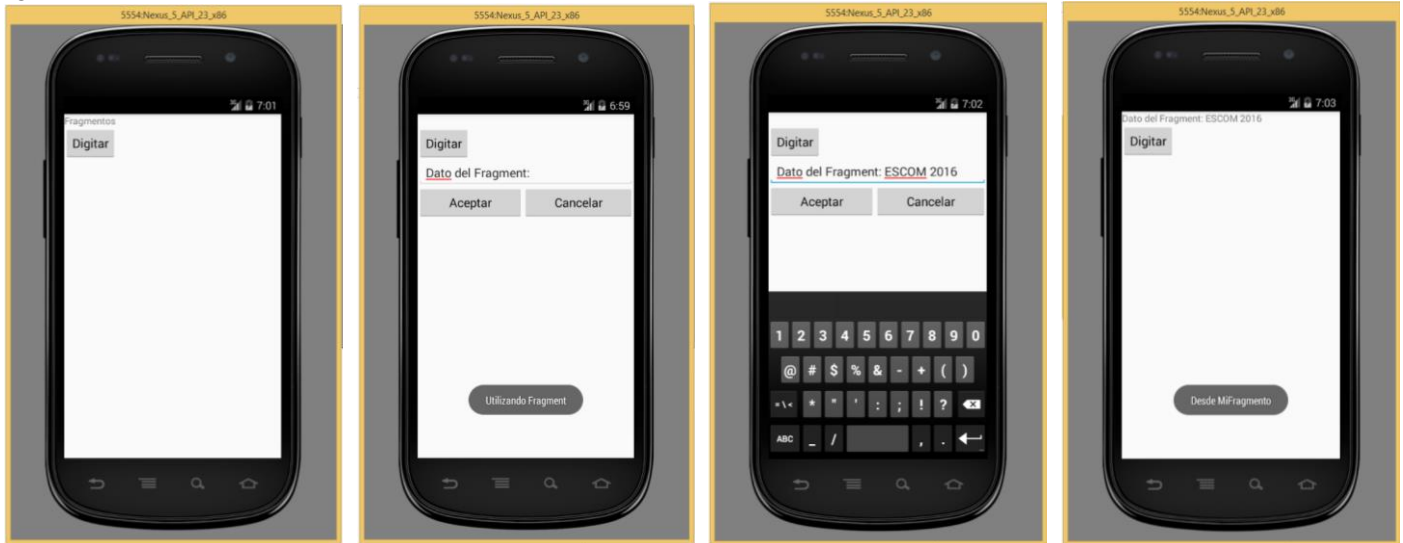 5554:Nexus_5_API_23_x86
7:01
Fragmentos
Digitar
5554:Nexus_5_API_23_x86
6:59
Digitar
Dato del Fragment:
Aceptar Cancelar
Utilizando Fragment
5554:Nexus_5_API_23_x86
7:02
Digitar
Dato del Fragment: ESCOM 2016
Aceptar Cancelar
1 2 3 4 5 6 7 8 9 0
@ # $ % & - + ( )
=\< * " ' : ; ! ?
ABC _ / , .
5554:Nexus_5_API_23_x86
7:03
Dato del Fragment: ESCOM 2016
Digitar
Desde MiFragmento